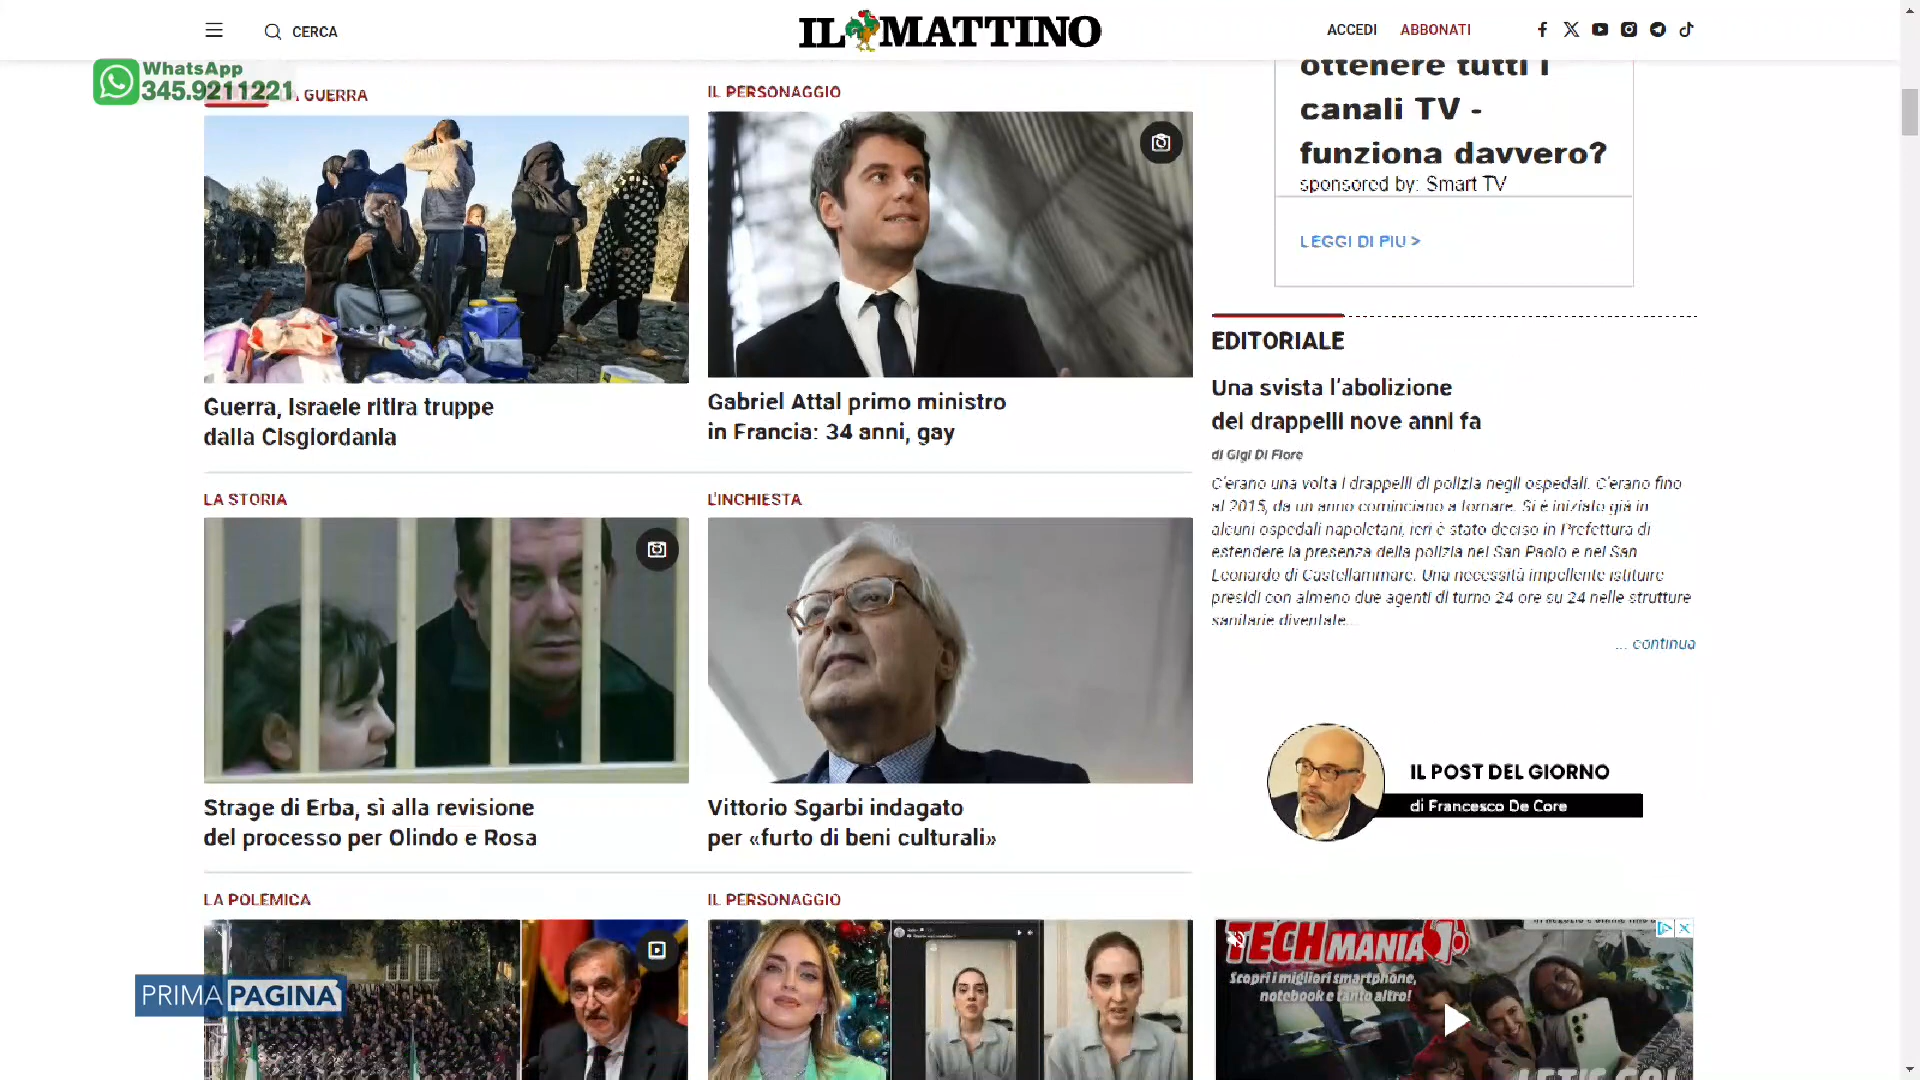 CERCA
IL MATTINO
ACCEDI
ABBONATI
WhatsApp
345.9211221
GUERRA
IL PERSONAGGIO
ottenere tutti i
canali TV -
funziona davvero?
sponsored by: Smart TV
LEGGI DI PIU >
Guerra, Israele ritira truppe
dalla Cisgiordania
Gabriel Attal primo ministro
in Francia: 34 anni, gay
EDITORIALE
Una svista l'abolizione
dei drappelli nove anni fa
di Gigi Di Fiore
C'erano una volta i drappelli di polizia negli ospedali. C'erano fino
al 2015, da un anno cominciano a tornare. Si è iniziato già in
alcuni ospedali napoletani, ieri è stato deciso in Prefettura di
estendere la presenza della polizia nel San Paolo e nel San
Leonardo di Castellammare. Una necessità impellente istituire
presidi con almeno due agenti di turno 24 ore su 24 nelle strutture
sanitarie diventate...
... continua
LA STORIA
L'INCHIESTA
Strage di Erba, sì alla revisione
del processo per Olindo e Rosa
Vittorio Sgarbi indagato
per «furto di beni culturali»
IL POST DEL GIORNO
di Francesco De Core
LA POLEMICA
IL PERSONAGGIO
PRIMA PAGINA
TECH MANIA
Scopri i migliori smartphone,
notebook e tanto altro!
LET'S GO!